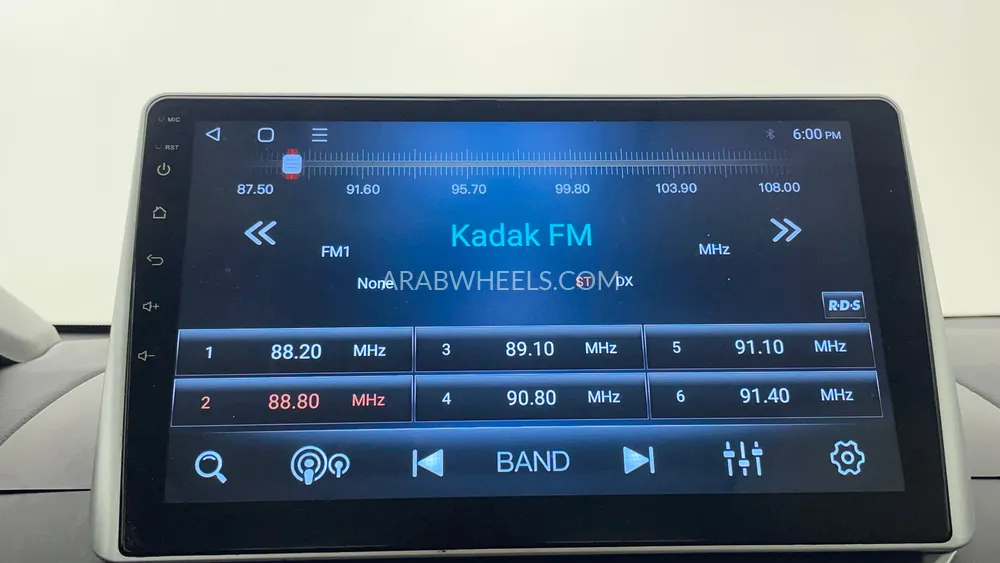 MIC
6:00 PM
RST
87.50 91.60 95.70 99.80 103.90 108.00
Kadak FM
FM1 MHz
None ST DX
ARABWHEELS.COM
R·D·S
1 88.20 MHz 3 89.10 MHz 5 91.10 MHz
2 88.80 MHz 4 90.80 MHz 6 91.40 MHz
BAND